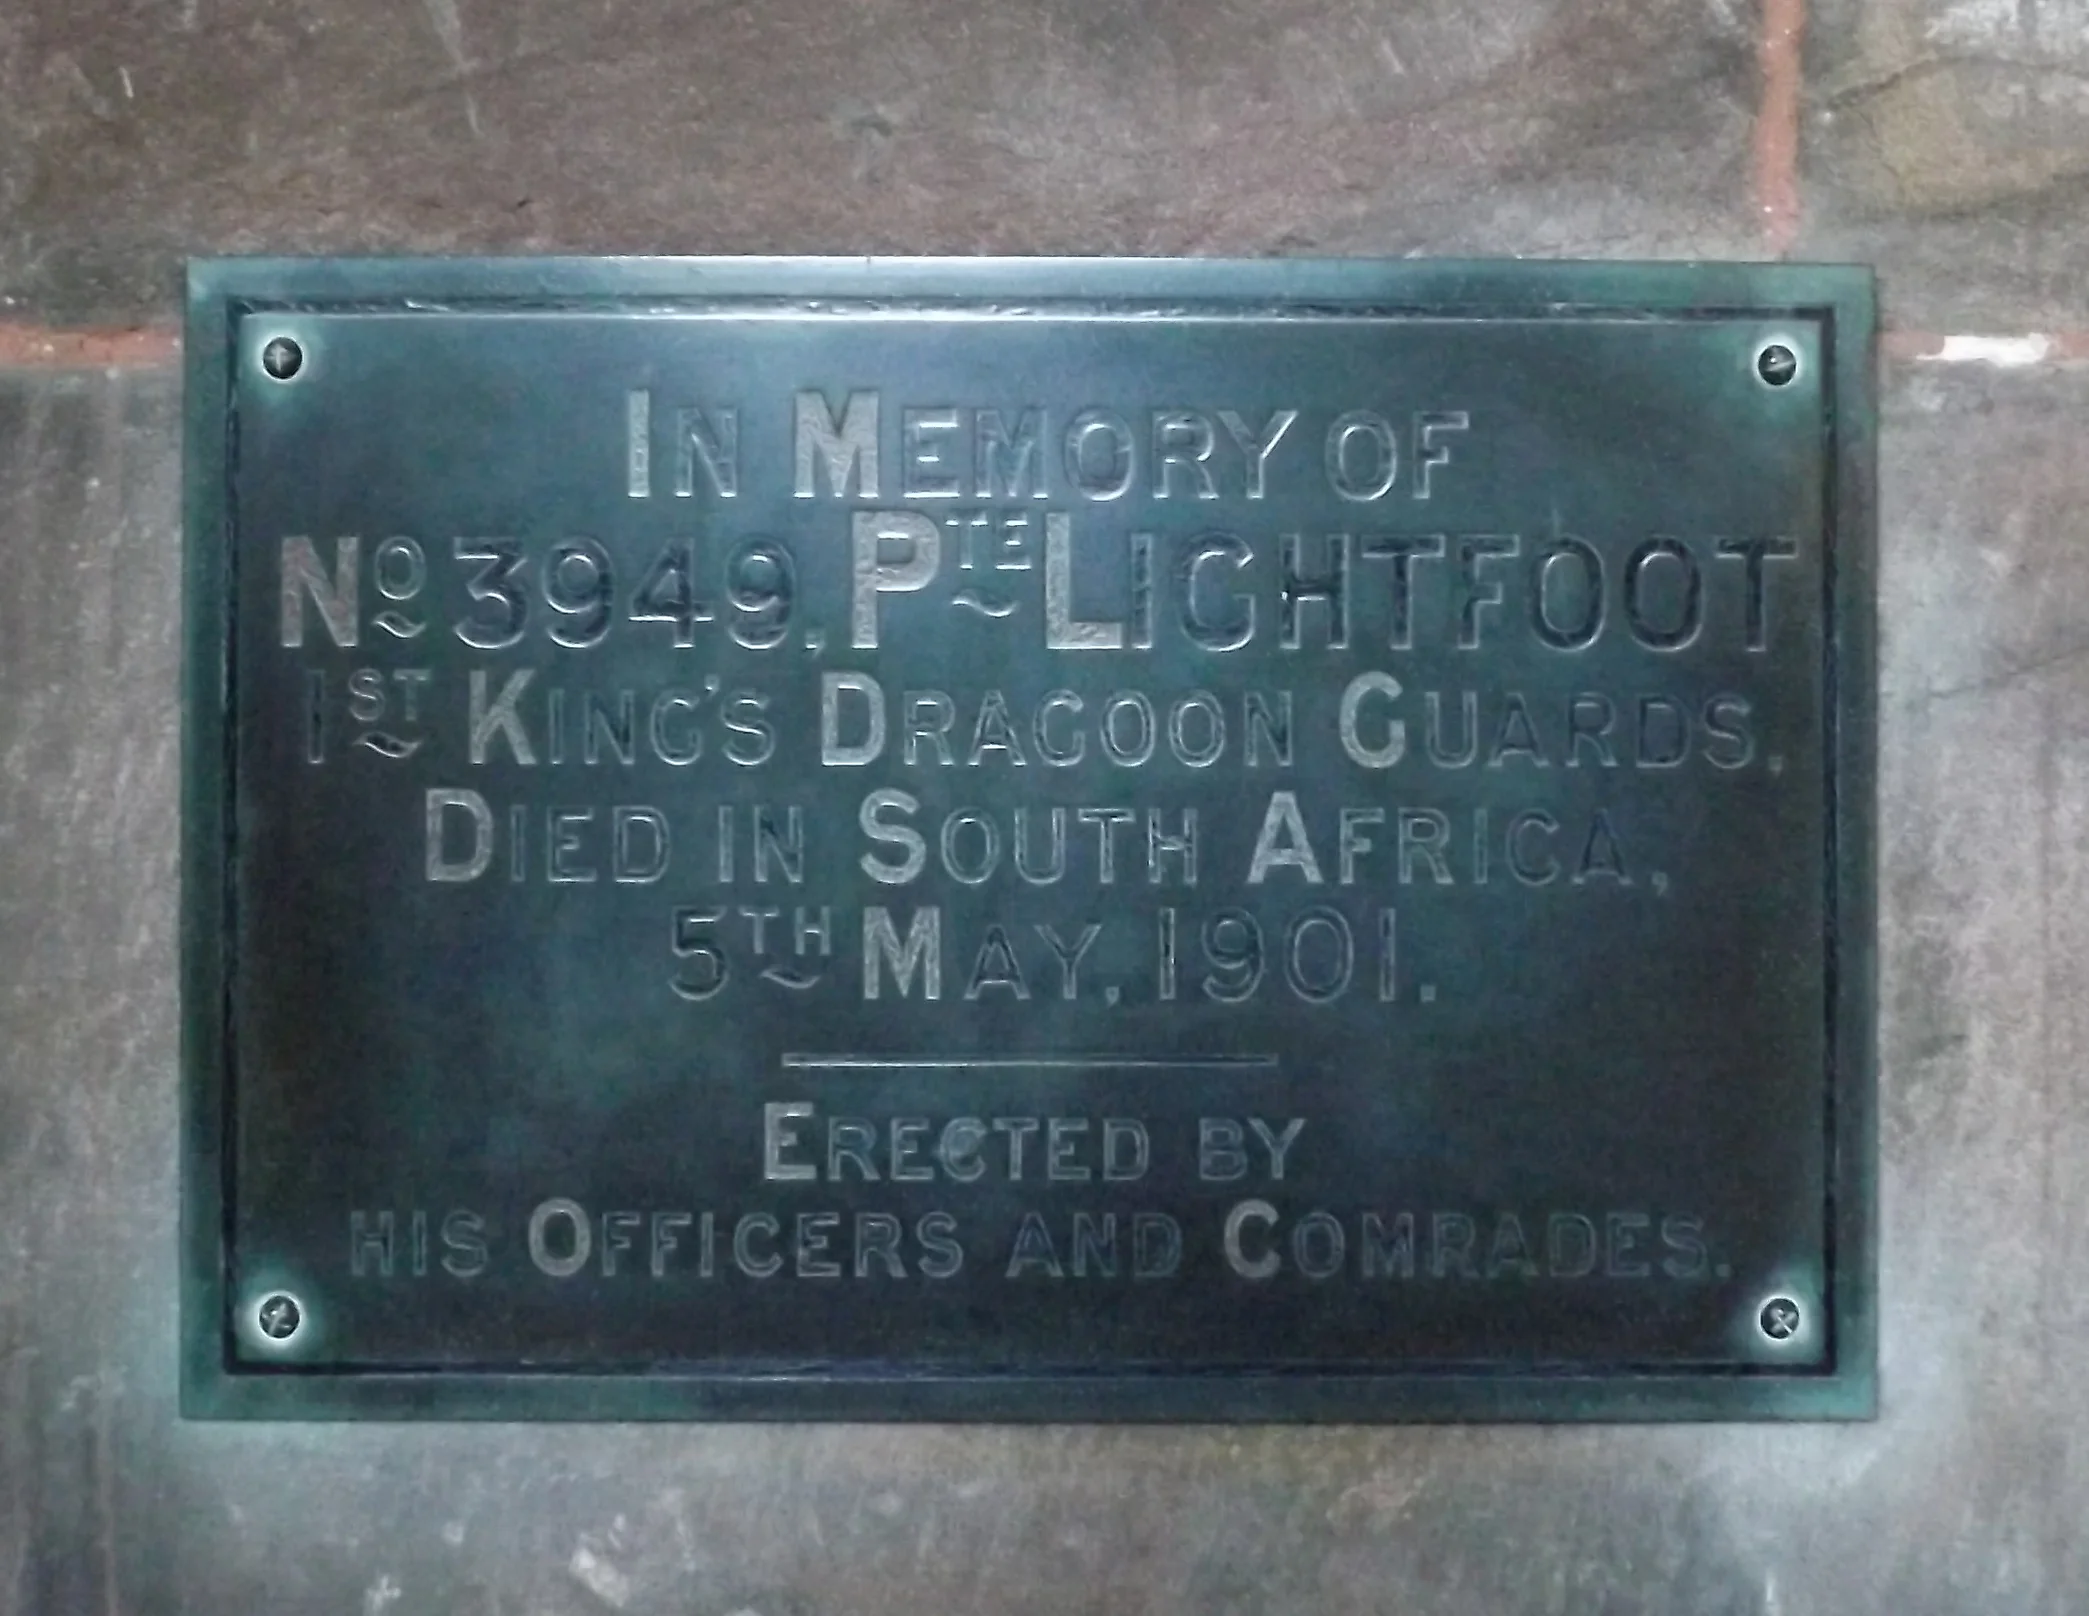 IN MEMORY OF
No 3949. PTE LIGHTFOOT
1ST KING'S DRAGOON GUARDS,
DIED IN SOUTH AFRICA,
5TH MAY, 1901.
ERECTED BY
HIS OFFICERS AND COMRADES.